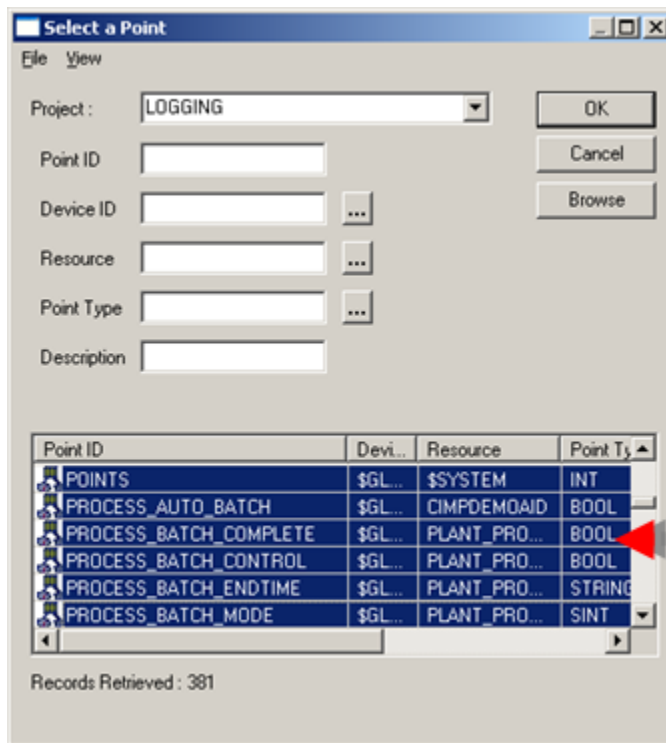 Select a Point
File View
Project : LOGGING OK
Point ID Cancel
Device ID ... Browse
Resource ...
Point Type ...
Description
Point ID Devi... Resource Point Ty
POINTS $GL... $SYSTEM INT
PROCESS_AUTO_BATCH $GL... CIMPDEMOAID BOOL
PROCESS_BATCH_COMPLETE $GL... PLANT_PRO... BOOL
PROCESS_BATCH_CONTROL $GL... PLANT_PRO... BOOL
PROCESS_BATCH_ENDTIME $GL... PLANT_PRO... STRING
PROCESS_BATCH_MODE $GL... PLANT_PRO... SINT
Records Retrieved : 381